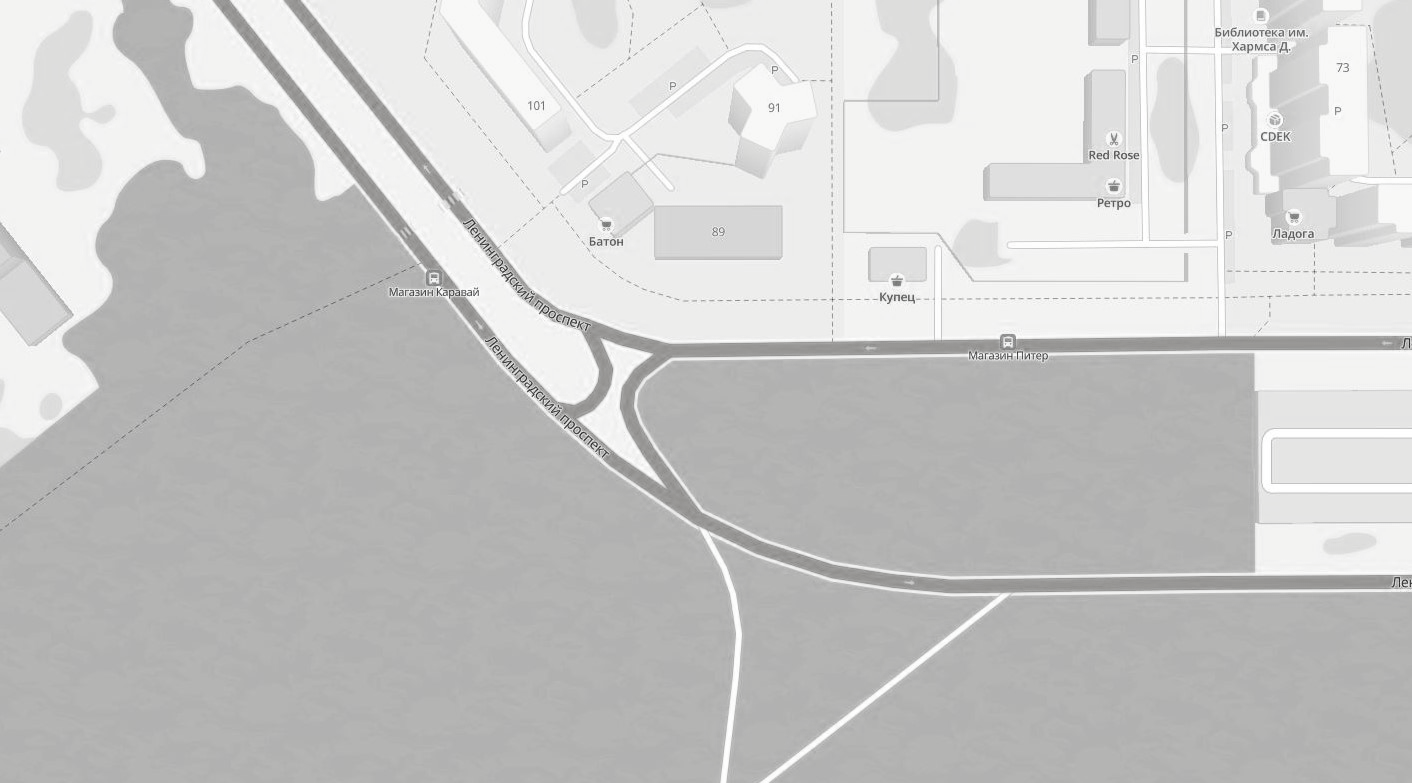 Библиотека им.
Хармса Д.
73
P
P
P
P
101
91
P
CDEK
P
Red Rose
P
Ретро
Ленинградский проспект
Батон
89
P
Ладога
Магазин Каравай
Купец
Ленинградский проспект
Магазин Питер
Л
Лен